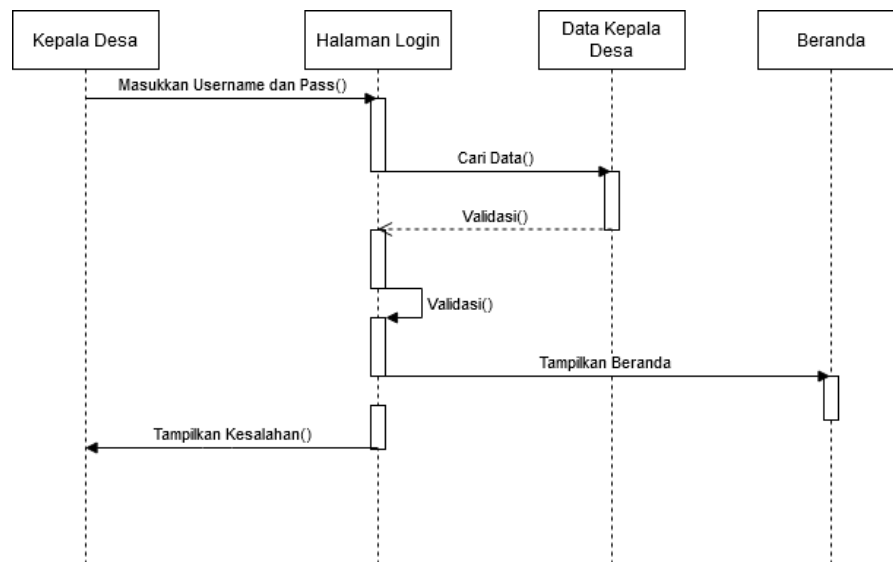 Kepala Desa
Halaman Login
Data Kepala
Desa
Beranda
Masukkan Username dan Pass()
Cari Data()
Validasi()
Validasi()
Tampilkan Beranda
Tampilkan Kesalahan()